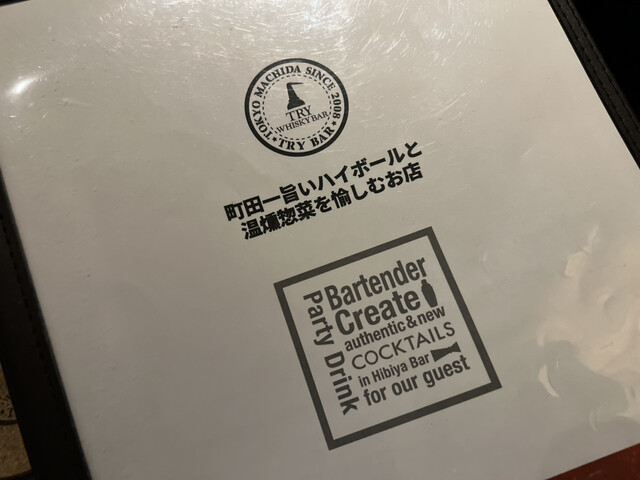 TOKYO MACHIDA SINCE 2008
TRY
WHISKY BAR
★ TRY BAR ★
町田一旨いハイボールと
温燻惣菜を愉しむお店
Party Drink
Bartender
Create
authentic & new
COCKTAILS
in Hibiya Bar
for our guest